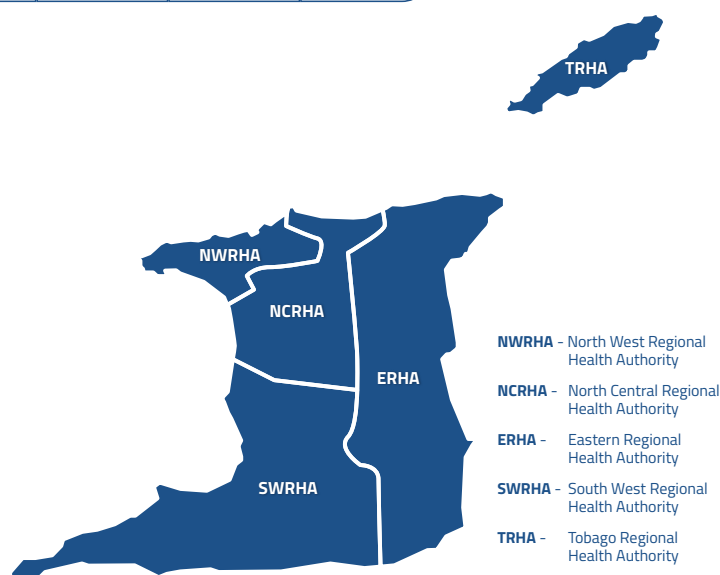 TRHA
NWRHA
NCRHA
ERHA
SWRHA
NWRHA - North West Regional
Health Authority
NCRHA - North Central Regional
Health Authority
ERHA - Eastern Regional
Health Authority
SWRHA - South West Regional
Health Authority
TRHA - Tobago Regional
Health Authority